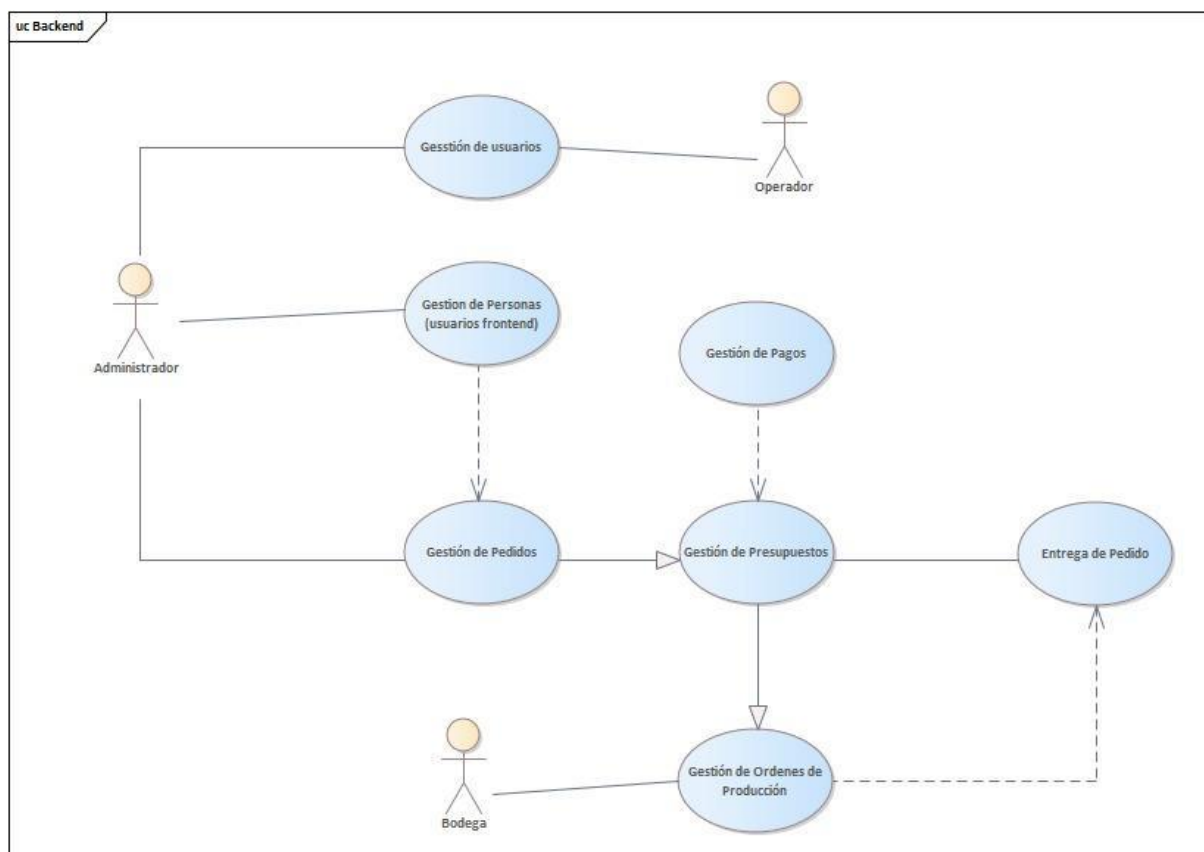 uc Backend
Gesstión de usuarios
Operador
Gestion de Personas
(usuarios frontend)
Administrador
Gestión de Pagos
Gestión de Pedidos
Gestión de Presupuestos
Entrega de Pedido
Gestión de Ordenes de
Producción
Bodega